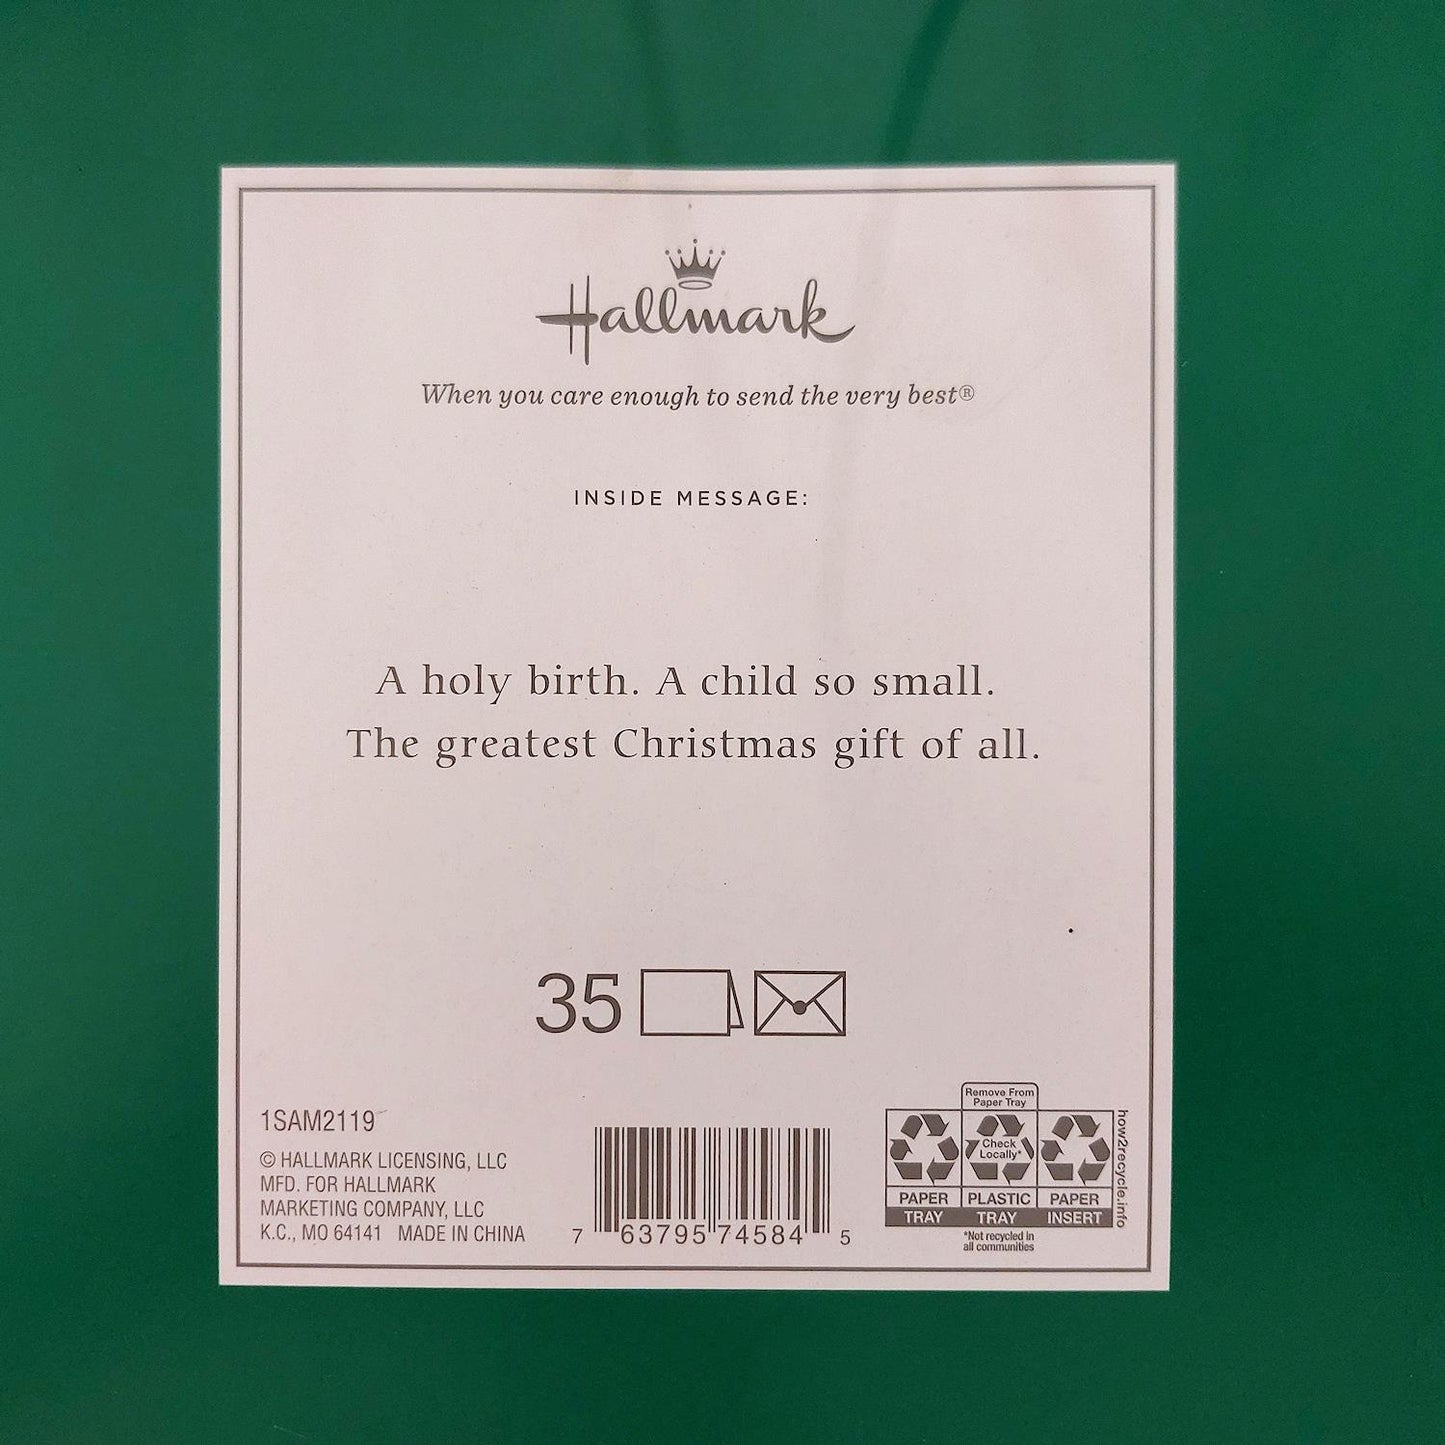 Hallmark
When you care enough to send the very best®
INSIDE MESSAGE:
A holy birth. A child so small.
The greatest Christmas gift of all.
35
1SAM2119
© HALLMARK LICENSING, LLC
MFD. FOR HALLMARK
MARKETING COMPANY, LLC
K.C., MO 64141 MADE IN CHINA
7 63795 74584 5
Remove From
Paper Tray
Check
Locally*
PAPER PLASTIC PAPER
TRAY TRAY INSERT
*Not recycled in
all communities
how2recycle.info